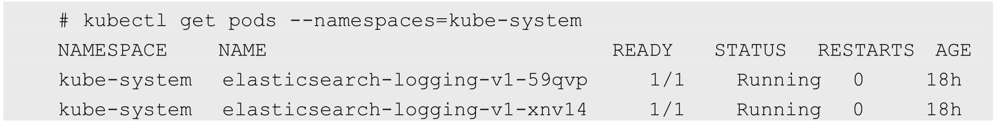 # kubectl get pods --namespaces=kube-system
NAMESPACE NAME READY STATUS RESTARTS AGE
kube-system elasticsearch-logging-v1-59qvp 1/1 Running 0 18h
kube-system elasticsearch-logging-v1-xnv14 1/1 Running 0 18h